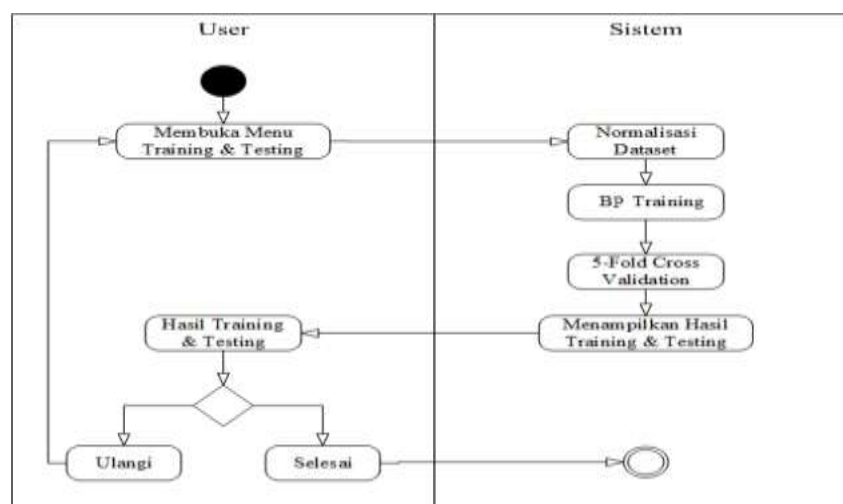 User
Sistem
Membuka Menu
Training & Testing
Normalisasi
Dataset
BP Training
5-Fold Cross
Validation
Menampilkan Hasil
Training & Testing
Hasil Training
& Testing
Ulangi
Selesai